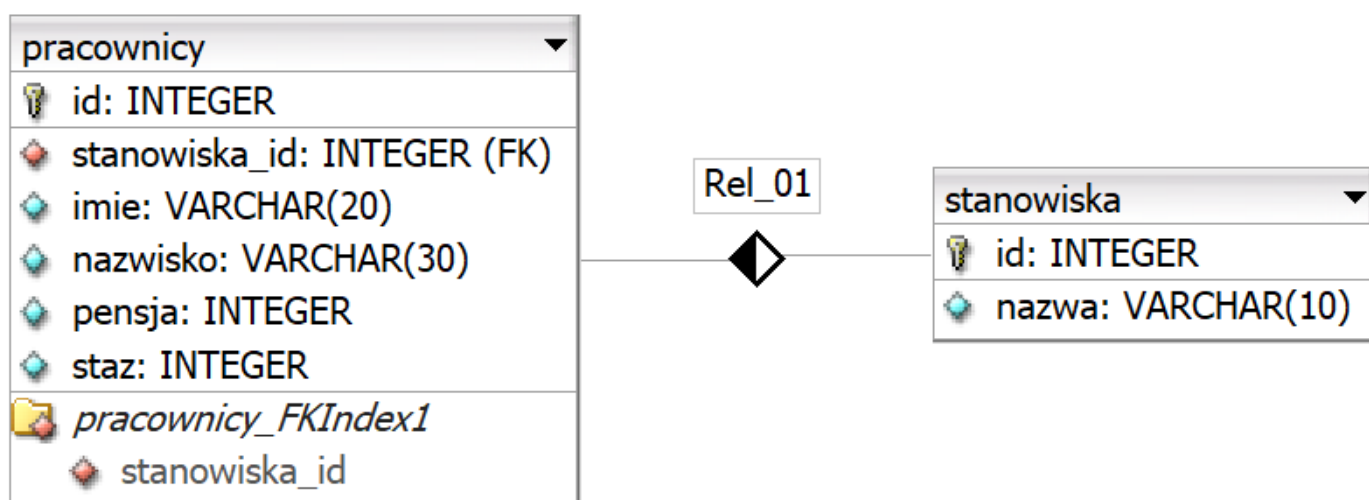 pracownicy
id: INTEGER
stanowiska_id: INTEGER (FK)
imie: VARCHAR(20)
nazwisko: VARCHAR(30)
pensja: INTEGER
staz: INTEGER
pracownicy_FKIndex1
stanowiska_id
Rel_01
stanowiska
id: INTEGER
nazwa: VARCHAR(10)